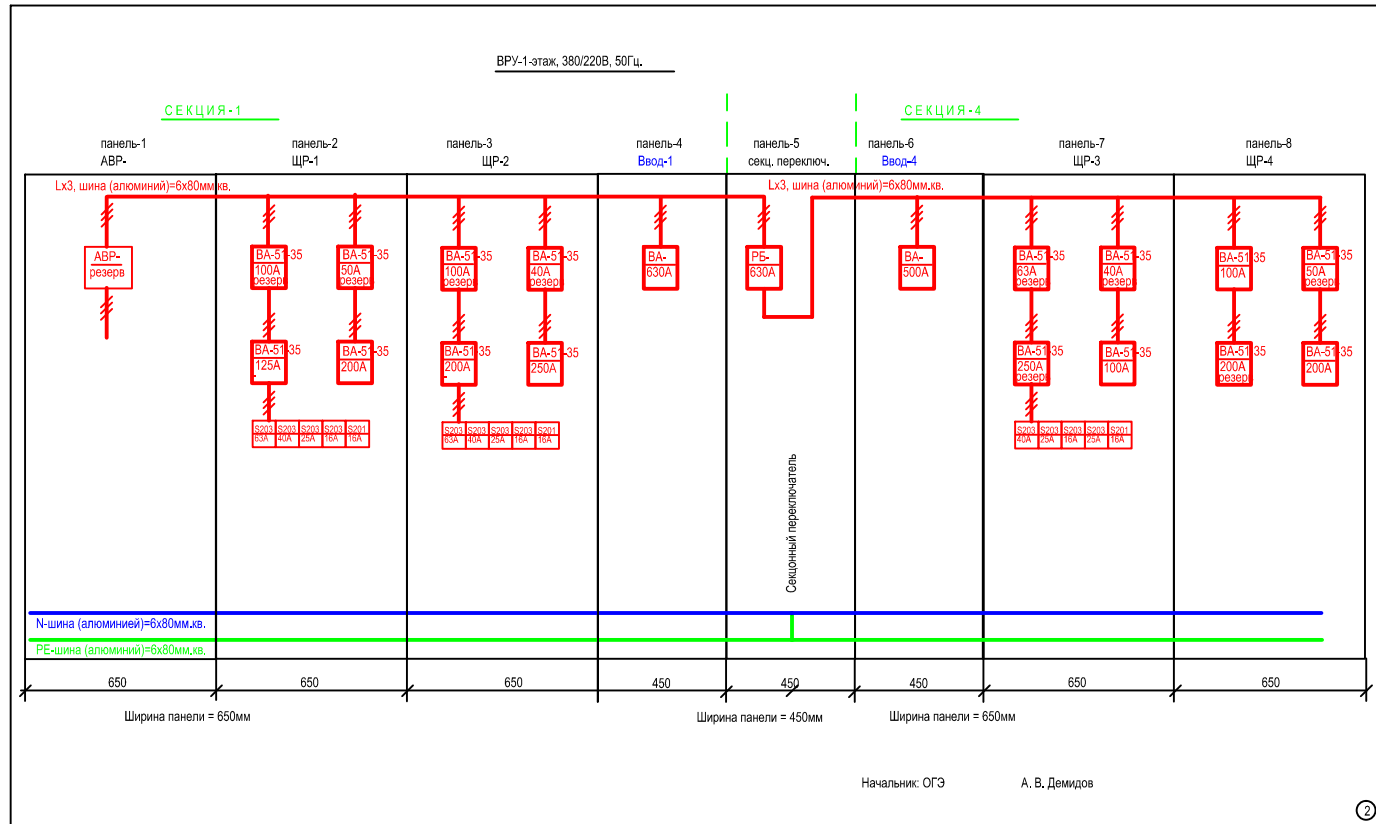 ВРУ-1-этаж, 380/220В, 50Гц.
СЕКЦИЯ-1
СЕКЦИЯ-4
панель-1
АВР-
панель-2
ЩР-1
панель-3
ЩР-2
панель-4
Ввод-1
панель-5
секц. переключ.
панель-6
Ввод-4
панель-7
ЩР-3
панель-8
ЩР-4
Lx3, шина (алюминий)=6х80мм.кв.
Lx3, шина (алюминий)=6х80мм.кв.
АВР-
резерв
ВА-51-35
100А
резерв
ВА-51-35
50А
резерв
ВА-51-35
100А
резерв
ВА-51-35
40А
резерв
ВА-
630А
РБ-
630А
ВА-
500А
ВА-51-35
63А
резерв
ВА-51-35
40А
резерв
ВА-51-35
100А
ВА-51-35
50А
резерв
ВА-51-35
125А
-
ВА-51-35
200А
ВА-51-35
200А
-
ВА-51-35
250А
ВА-51-35
250А
резерв
ВА-51-35
100А
ВА-51-35
200А
резерв
ВА-51-35
200А
S203 S203 S203 S203 S201
63А 40А 25А 16А 16А
S203 S203 S203 S203 S201
63А 40А 25А 16А 16А
S203 S203 S203 S203 S201
40А 25А 16А 25А 16А
Секцонный переключатель
N-шина (алюминией)=6х80мм.кв.
РЕ-шина (алюминий)=6х80мм.кв.
650 650 650 450 450 450 650 650
Ширина панели = 650мм
Ширина панели = 450мм
Ширина панели = 650мм
Начальник: ОГЭ А. В. Демидов
2